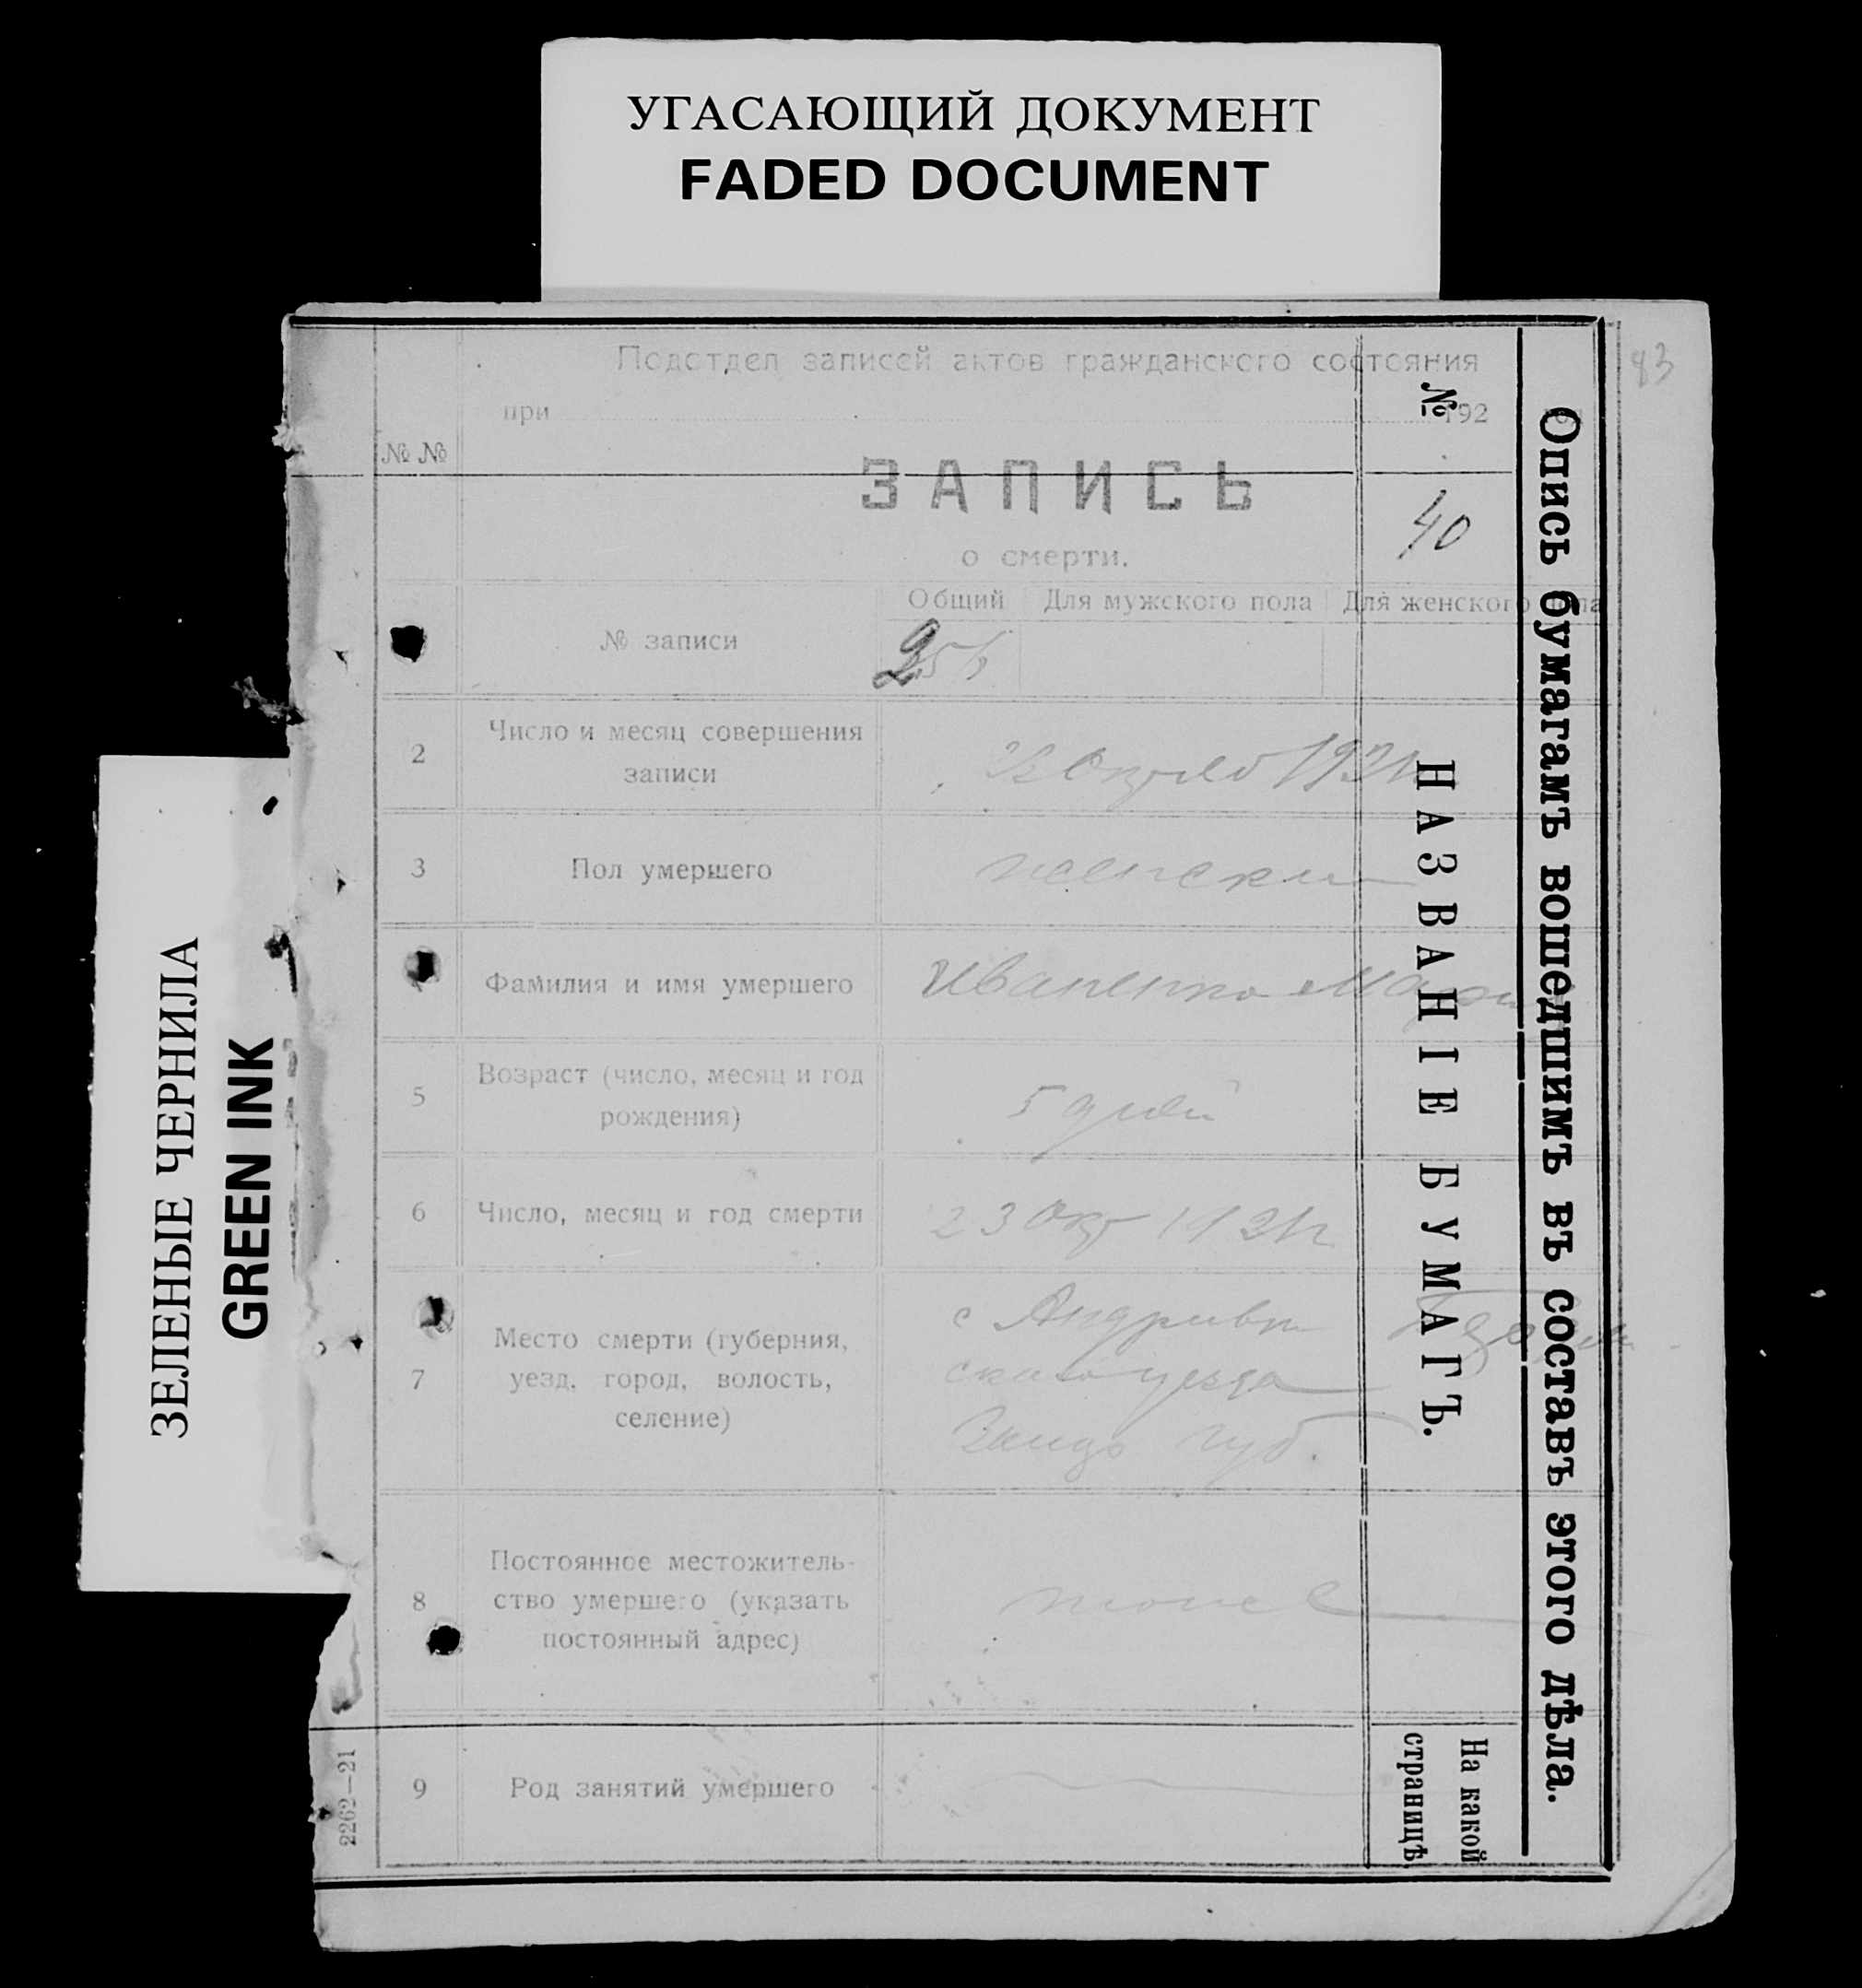 УГАСАЮЩИЙ ДОКУМЕНТ
FADED DOCUMENT
ЗЕЛЕНЫЕ ЧЕРНИЛА
GREEN INK
83
Подотдел записей актов гражданского состояния
при 192
№ №
ЗАПИСЬ
о смерти.
Общий Для мужского пола Для женского пола
№ записи
2 Число и месяц совершения
записи
3 Пол умершего женский
Фамилия и имя умершего Иваненко Мария
5 Возраст (число, месяц и год
рождения) 5 дней
6 Число, месяц и год смерти 23 Окт 1921 г
7 Место смерти (губерния,
уезд, город, волость,
селение)
с Андривка
ского уезда
губ.
8 Постоянное местожитель-
ство умершего (указать
постоянный адрес)
тоже
9 Род занятий умершего
2262—21
Опись бумагамъ вошедшимъ въ составъ этого дѣла.
№
40
НАЗВАНІЕ БУМАГЪ.
На какой
страницѣ